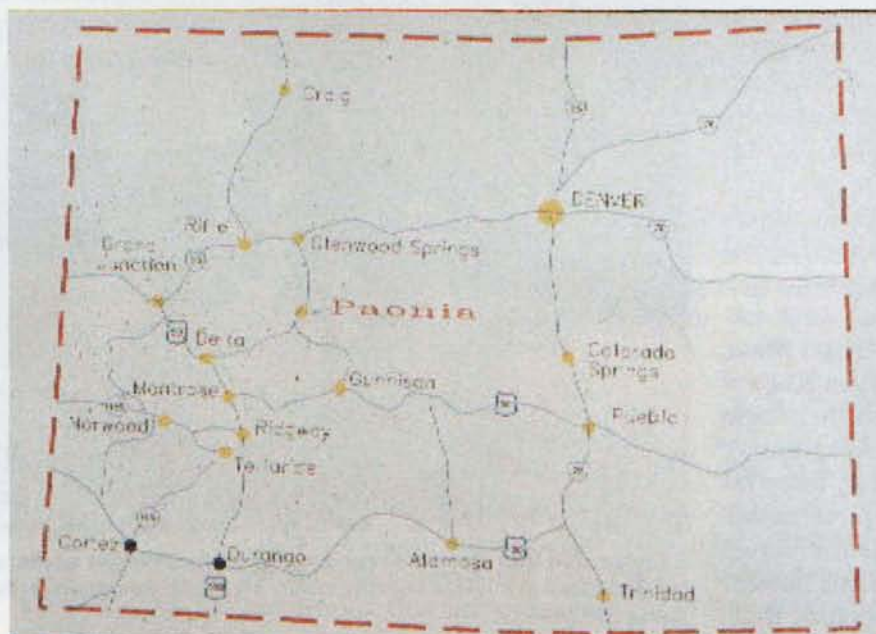 Craig
DENVER
Rifle
Glenwood Springs
Grand
Junction
Paonia
Delta
Colorado
Springs
Gunnison
Montrose
Norwood
Ridgway
Pueblo
Telluride
Cortez
Durango
Alamosa
Trinidad